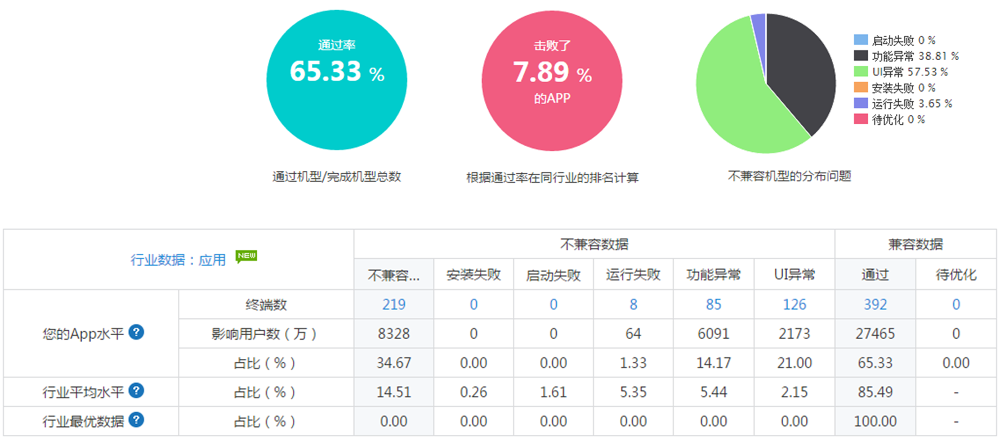 通过率
65.33 %
通过机型/完成机型总数
击败了
7.89 %
的APP
根据通过率在同行业的排名计算
启动失败 0 %
功能异常 38.81 %
UI异常 57.53 %
安装失败 0 %
运行失败 3.65 %
待优化 0 %
不兼容机型的分布问题
行业数据：应用 NEW 不兼容数据 兼容数据
不兼容... 安装失败 启动失败 运行失败 功能异常 UI异常 通过 待优化
您的App水平 ?
终端数 219 0 0 8 85 126 392 0
影响用户数（万） 8328 0 0 64 6091 2173 27465 0
占比（%） 34.67 0.00 0.00 1.33 14.17 21.00 65.33 0.00
行业平均水平 ? 占比（%） 14.51 0.26 1.61 5.35 5.44 2.15 85.49 -
行业最优数据 ? 占比（%） 0.00 0.00 0.00 0.00 0.00 0.00 100.00 -